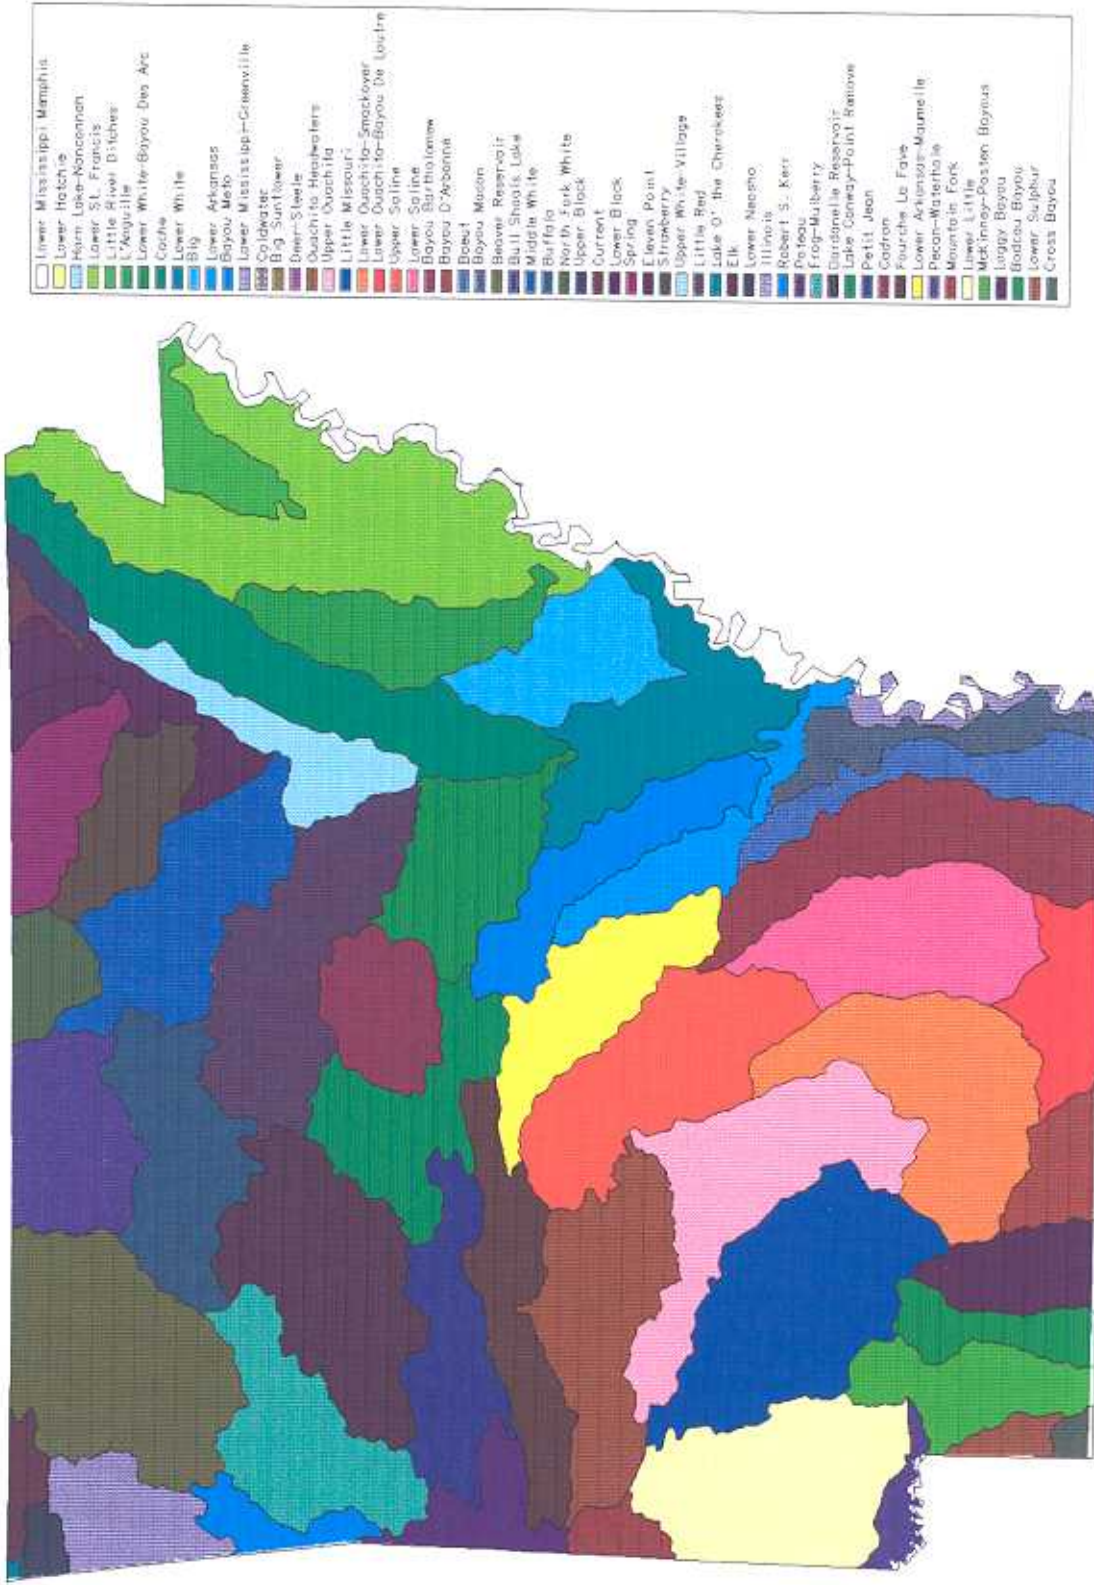 Lower Mississippi Memphis
Lower Hatchie
Horn Lake-Nonconnah
Lower St. Francis
Little River Ditches
L'Anguille
Lower White-Bayou Des Arc
Cache
Lower White
Big
Lower Arkansas
Bayou Meto
Lower Mississippi-Greenville
Coldwater
Big Sunflower
Deer-Steele
Ouachita Headwaters
Upper Ouachita
Little Missouri
Lower Ouachita-Smackover
Lower Ouachita-Bayou De Loutre
Upper Saline
Lower Saline
Bayou Bartholomew
Bayou D'Arbonne
Boeuf
Bayou Macon
Beaver Reservoir
Bull Shoals Lake
Middle White
Buffalo
North Fork White
Upper Black
Current
Lower Black
Spring
Eleven Point
Strawberry
Upper White-Village
Little Red
Lake O' the Cherokees
Elk
Lower Neosho
Illinois
Robert S. Kerr
Poteau
Frog-Mulberry
Dardanelle Reservoir
Lake Conway-Point Remove
Petit Jean
Cadron
Fourche La Fave
Lower Arkansas-Maumelle
Pecan-Waterhole
Mountain Fork
Lower Little
McKinney-Posten Bayous
Loggy Bayou
Bodcau Bayou
Lower Sulphur
Cross Bayou